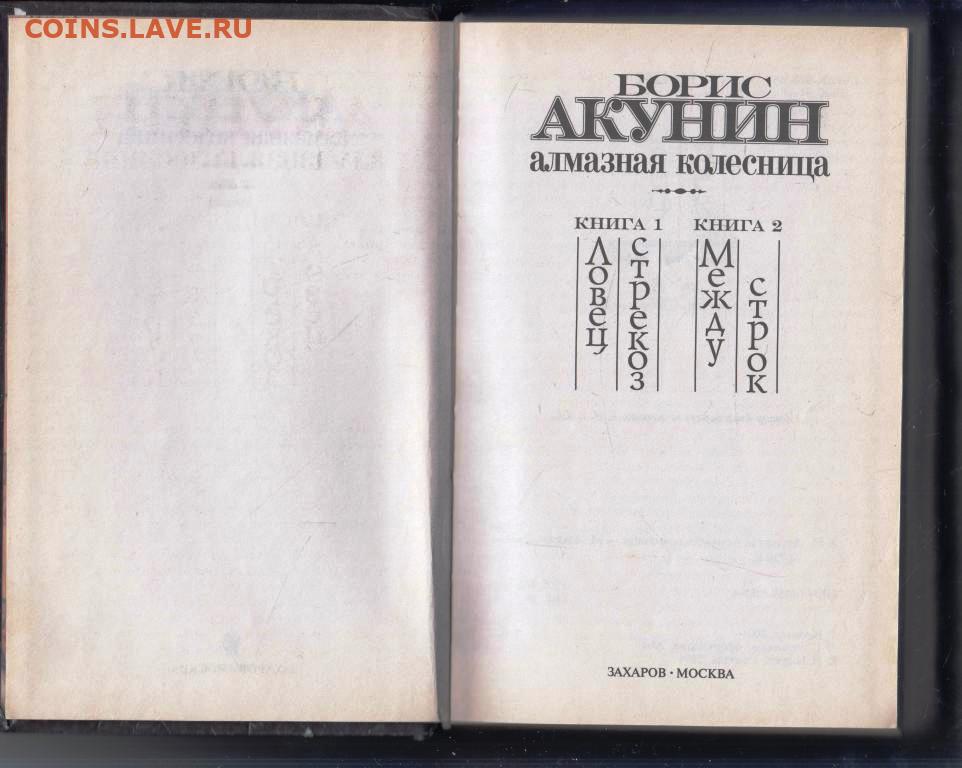 COINS.LAVE.RU
БОРИС
АКУНИН
алмазная колесница
КНИГА 1
Ловец
стрекоз
КНИГА 2
Между
строк
ЗАХАРОВ • МОСКВА